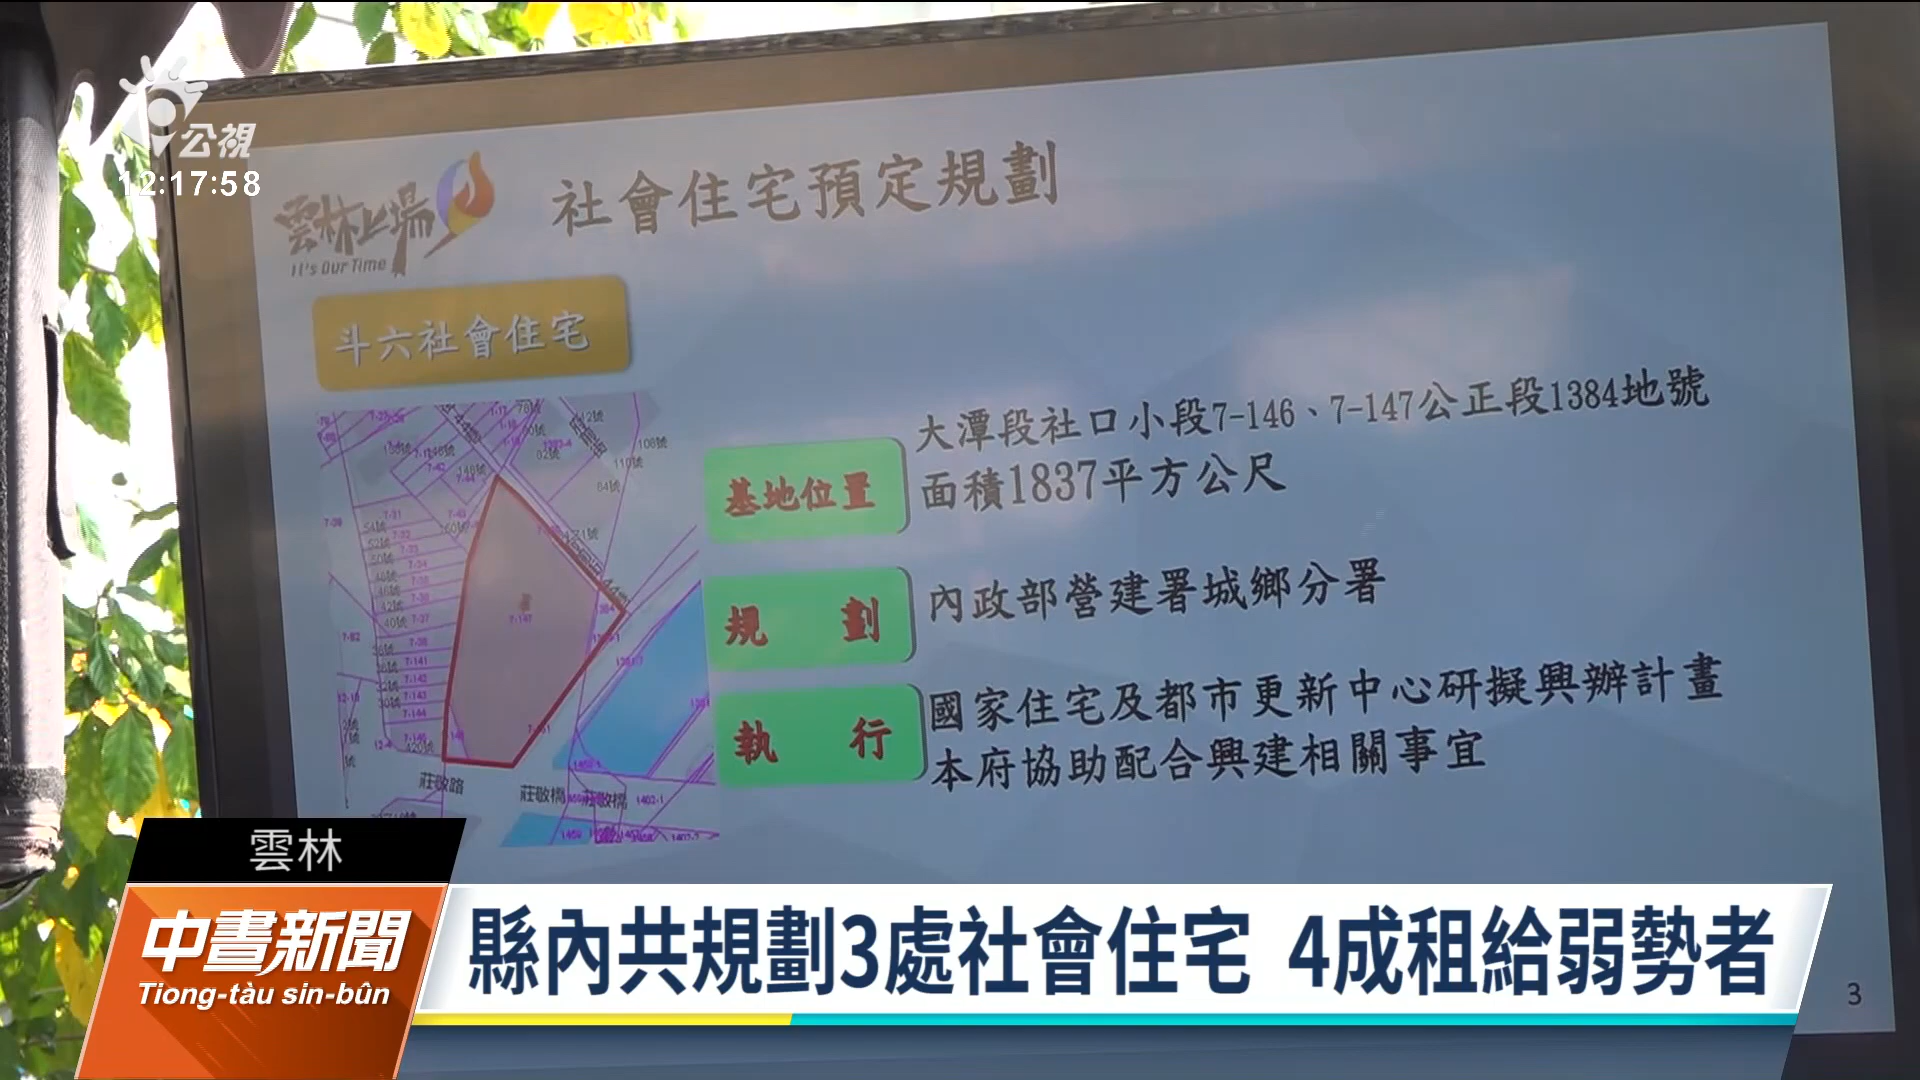 公視
12:17:58
雲林上場
It's Our Time
社會住宅預定規劃
斗六社會住宅
基地位置
大潭段社口小段7-146、7-147公正段1384地號
面積1837平方公尺
規劃
內政部營建署城鄉分署
執行
國家住宅及都市更新中心研擬興辦計畫
本府協助配合興建相關事宜
莊敬路
莊敬橋
莊敬橋
3
雲林
中晝新聞
Tiong-tàu sin-bûn
縣內共規劃3處社會住宅 4成租給弱勢者